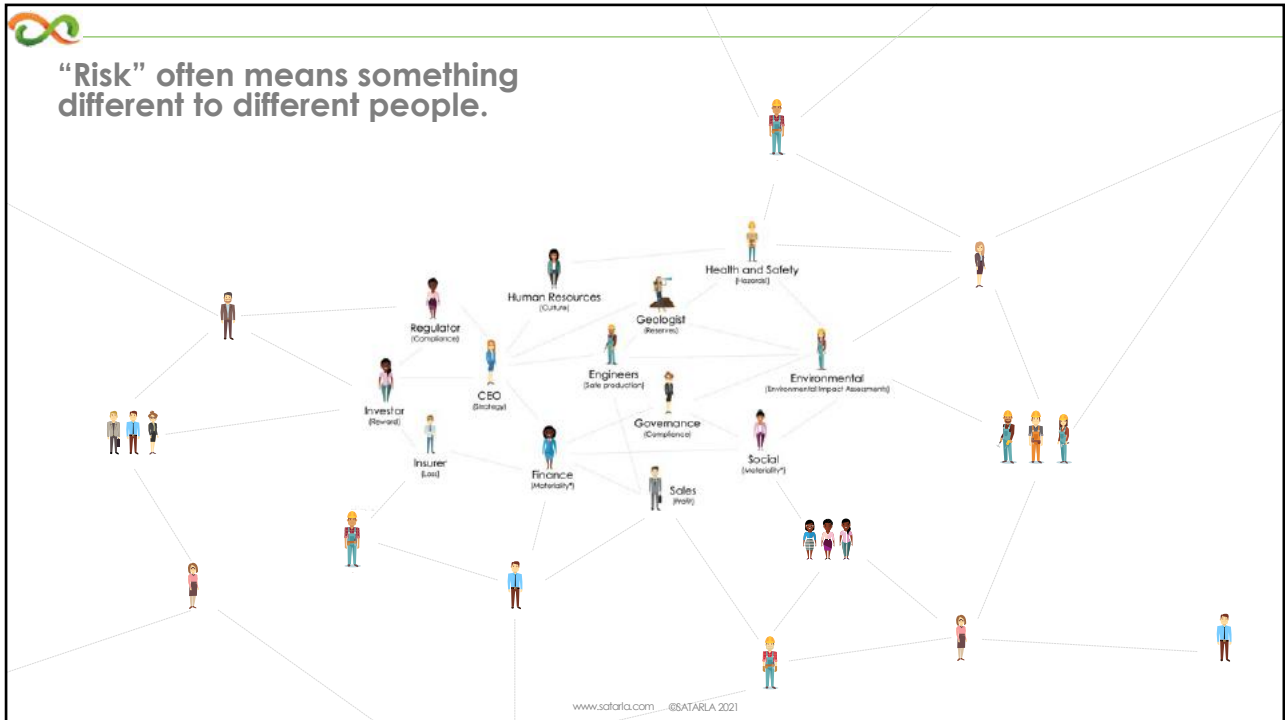 “Risk” often means something
different to different people.
Health and Safety
(Hazards)
Human Resources
(Culture)
Geologist
(Reserves)
Regulator
(Compliance)
Engineers
(Safe production)
Environmental
(Environmental Impact Assessments)
CEO
(Strategy)
Investor
(Reward)
Governance
(Compliance)
Insurer
(Loss)
Finance
(Materiality*)
Social
(Materiality*)
Sales
(Profit)
www.satarla.com ©SATARLA 2021